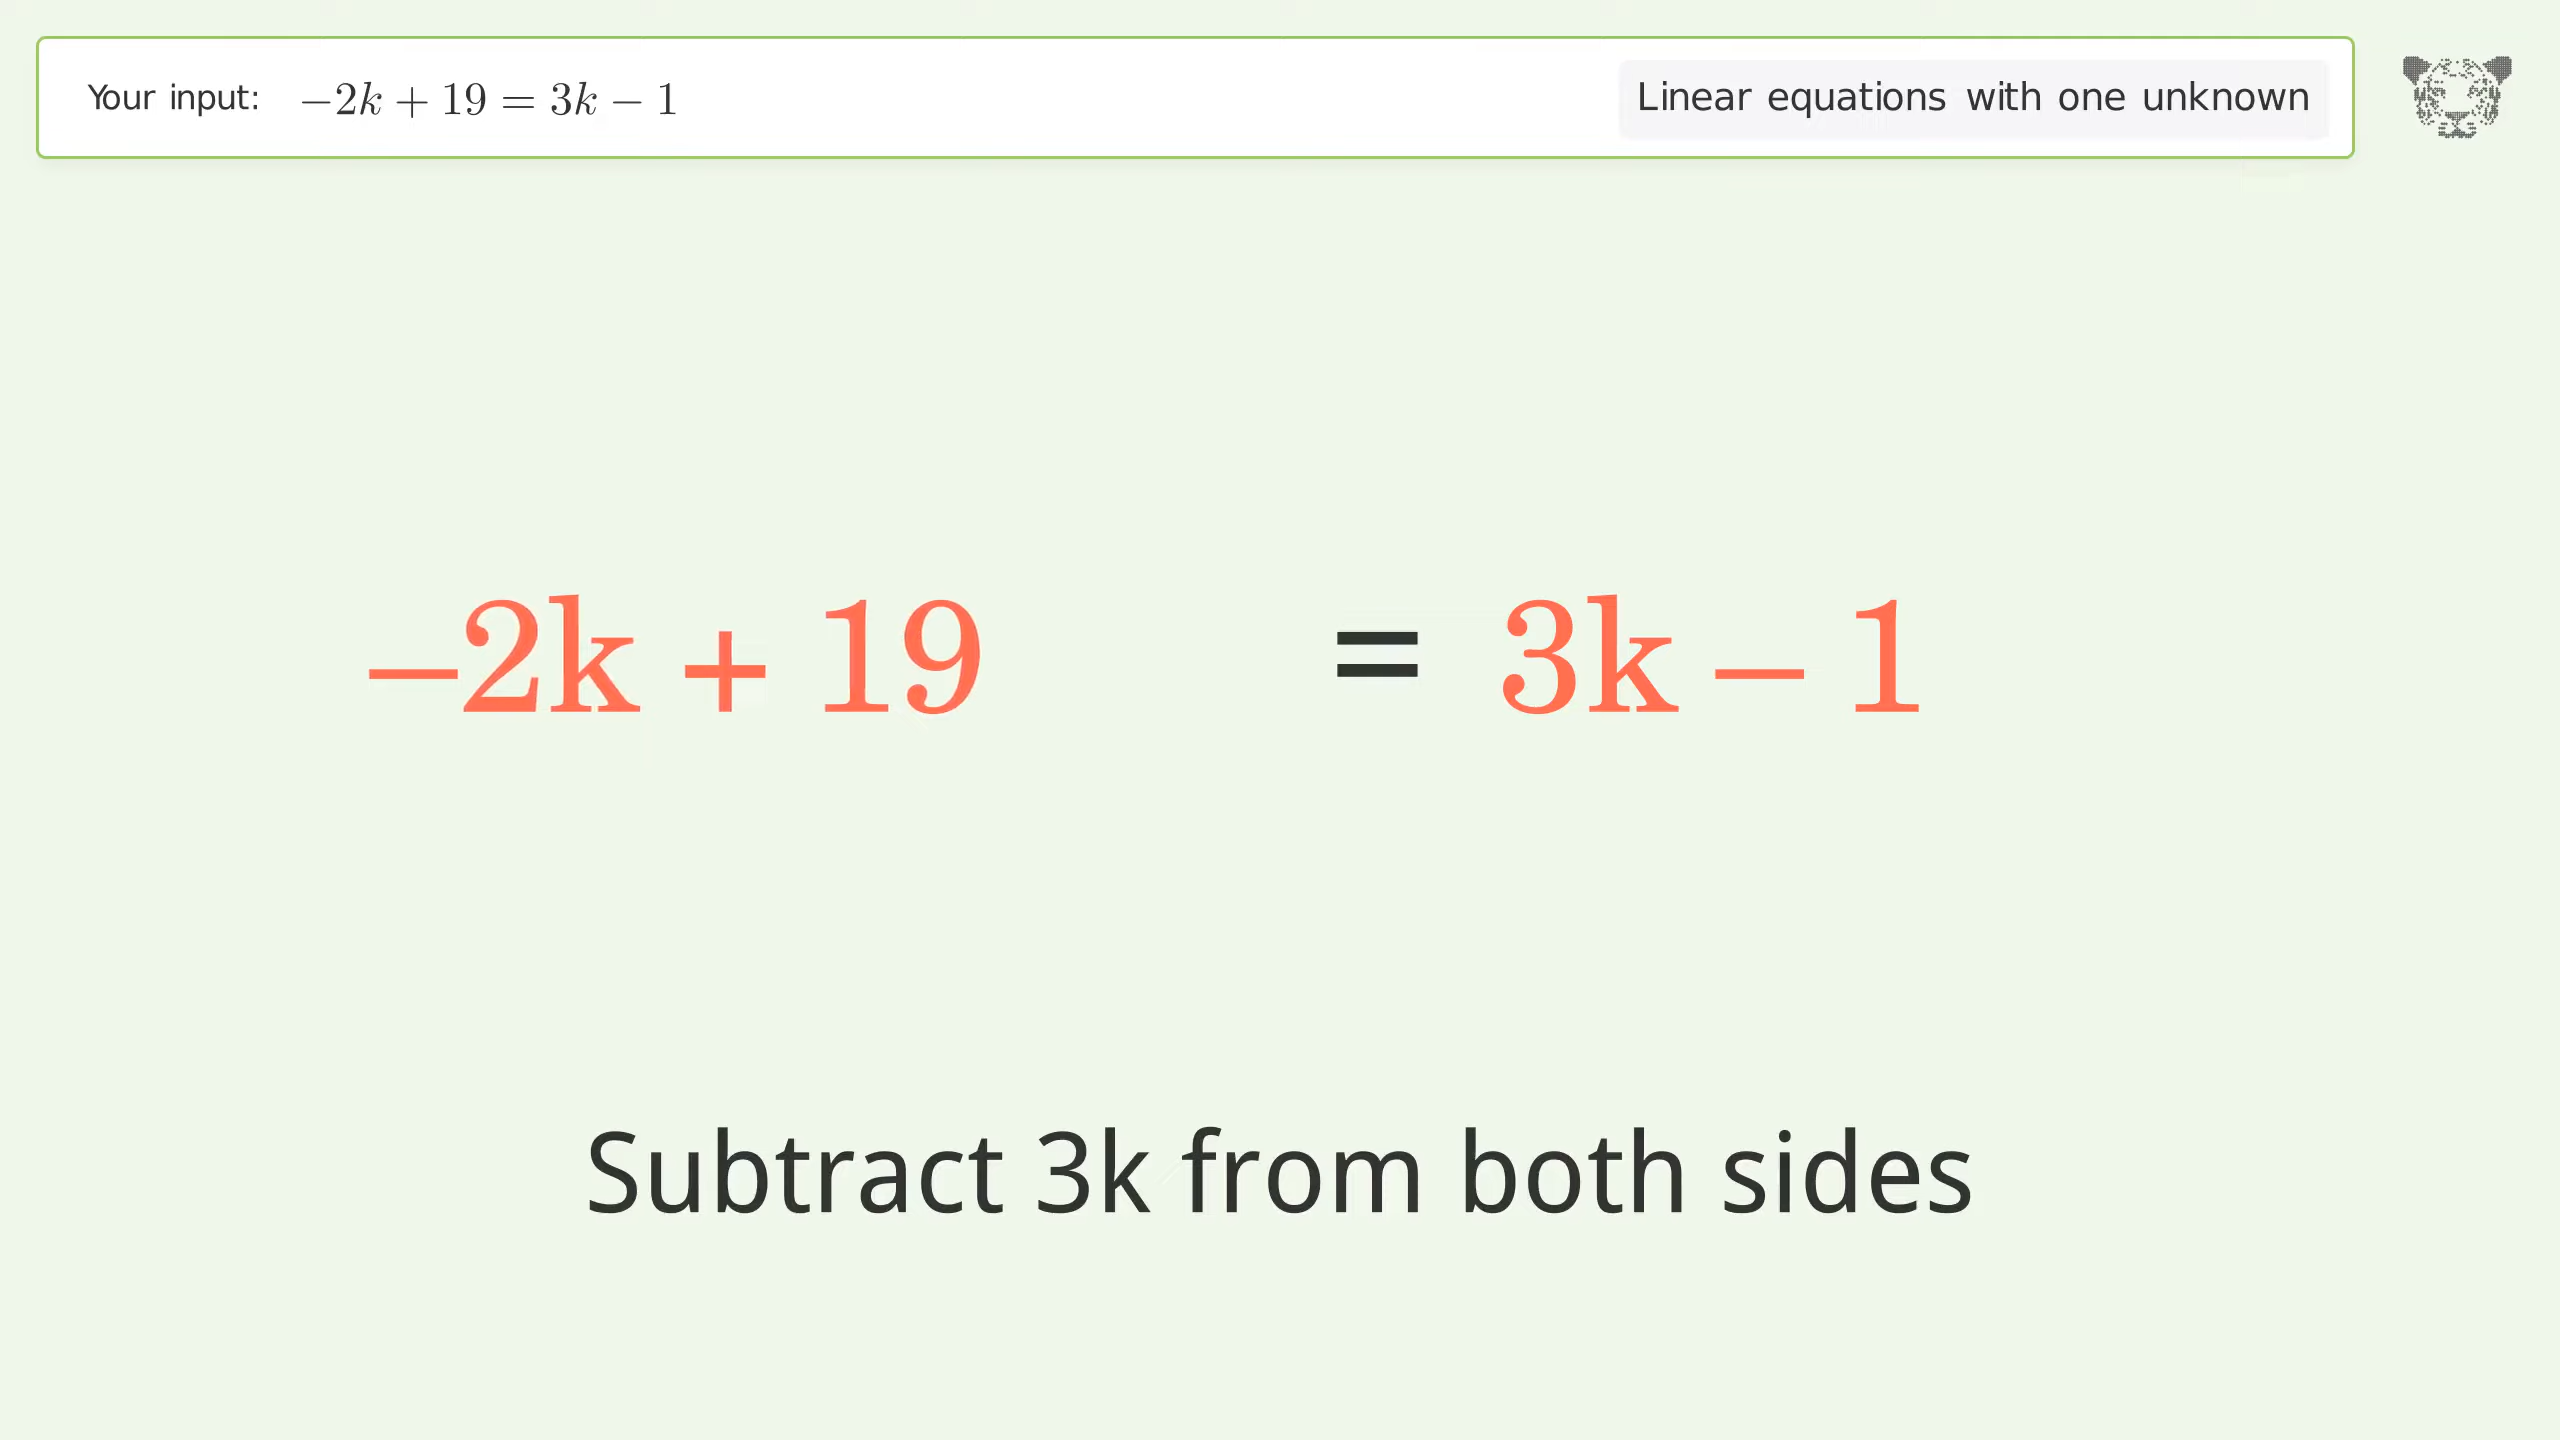 Your input: −2k + 19 = 3k − 1
Linear equations with one unknown
−2k + 19 = 3k − 1
Subtract 3k from both sides